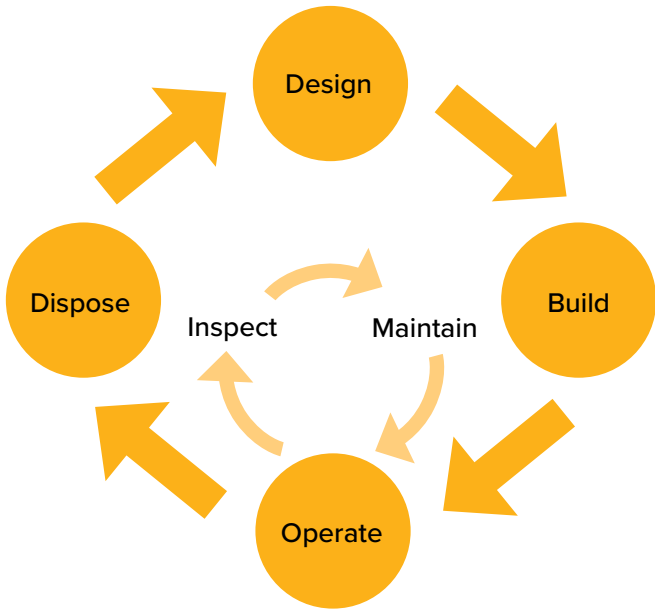 Design
Dispose
Build
Inspect
Maintain
Operate